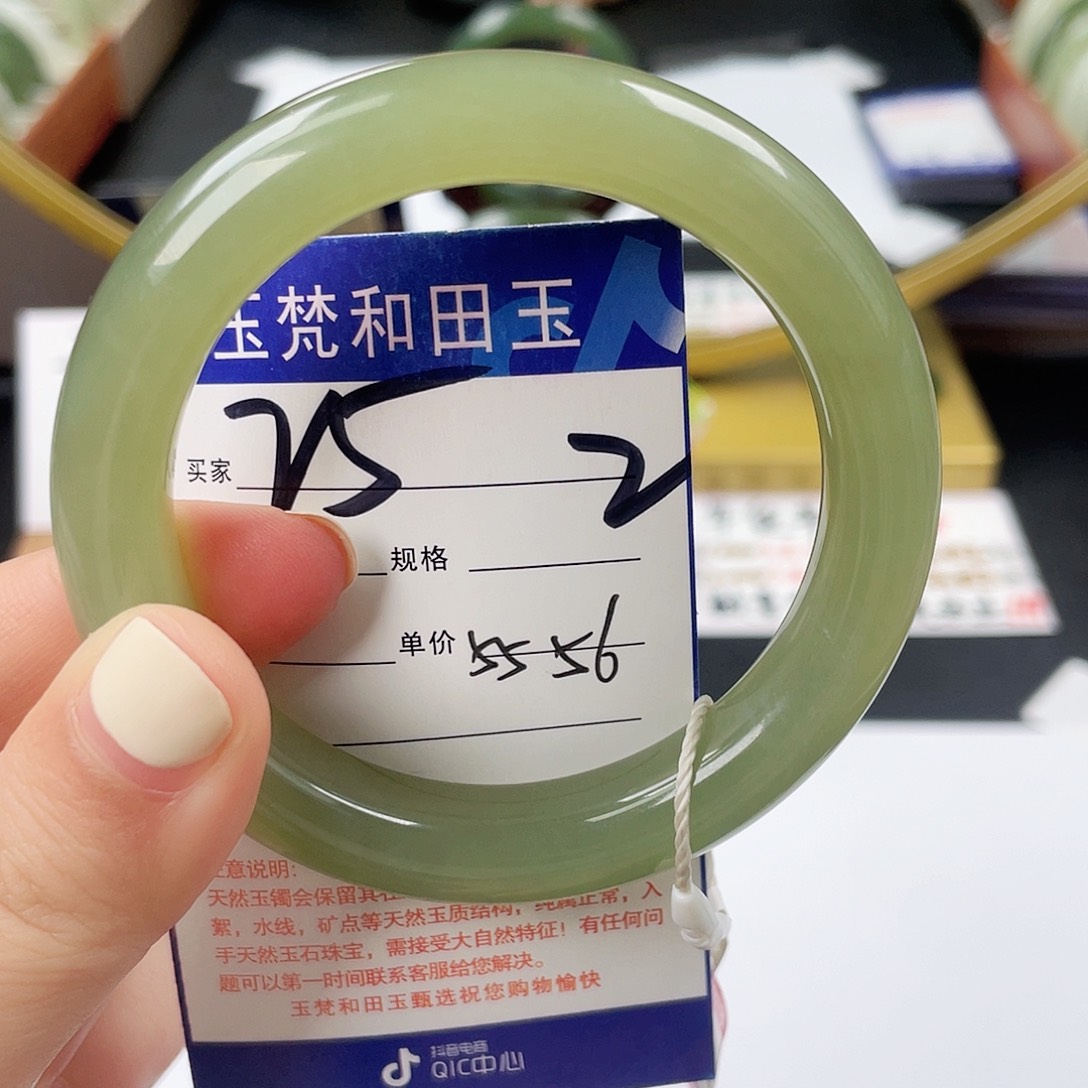 玉梵和田玉
买家
规格
单价 55 56
注意说明:
天然玉镯会保留其
絮，水线，矿点等天然玉质结构，纯属正常，入
手天然玉石珠宝，需接受大自然特征！有任何问
题可以第一时间联系客服给您解决。
玉梵和田玉甄选祝您购物愉快
抖音电商
QIC中心